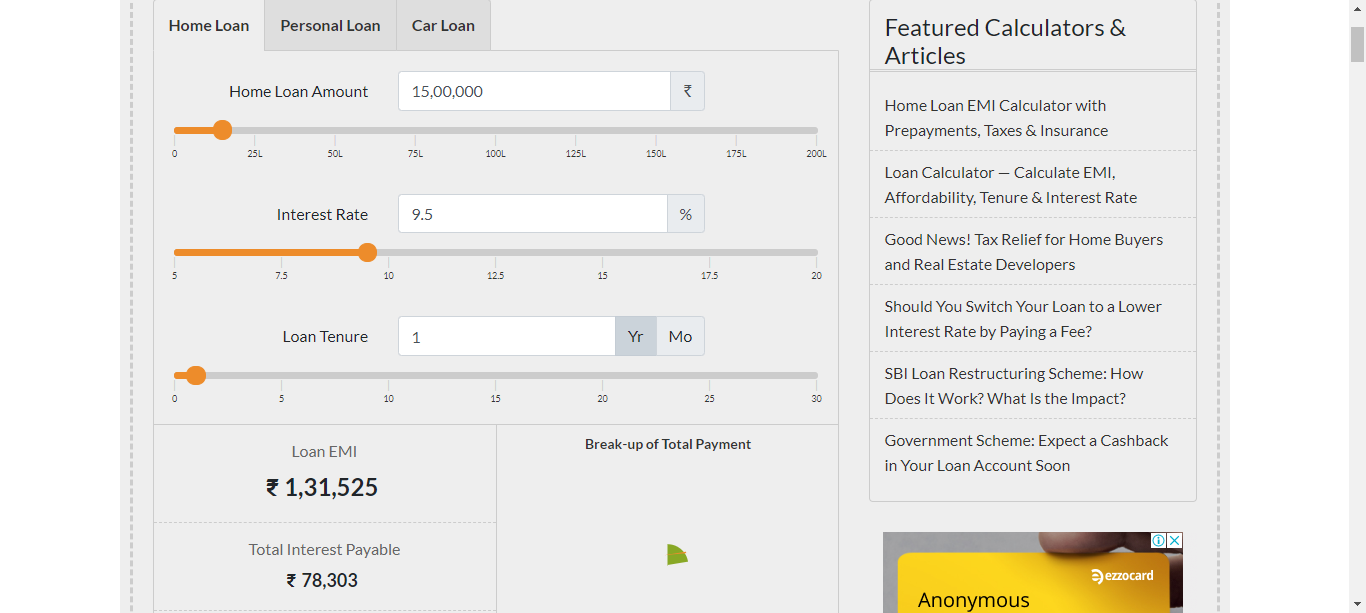 Home Loan
Personal Loan
Car Loan
Home Loan Amount
15,00,000
₹
0
25L
50L
75L
100L
125L
150L
175L
200L
Interest Rate
9.5
%
5
7.5
10
12.5
15
17.5
20
Loan Tenure
1
Yr
Mo
0
5
10
15
20
25
30
Loan EMI
₹ 1,31,525
Total Interest Payable
₹ 78,303
Break-up of Total Payment
Featured Calculators &
Articles
Home Loan EMI Calculator with
Prepayments, Taxes & Insurance
Loan Calculator — Calculate EMI,
Affordability, Tenure & Interest Rate
Good News! Tax Relief for Home Buyers
and Real Estate Developers
Should You Switch Your Loan to a Lower
Interest Rate by Paying a Fee?
SBI Loan Restructuring Scheme: How
Does It Work? What Is the Impact?
Government Scheme: Expect a Cashback
in Your Loan Account Soon
ezzocard
Anonymous